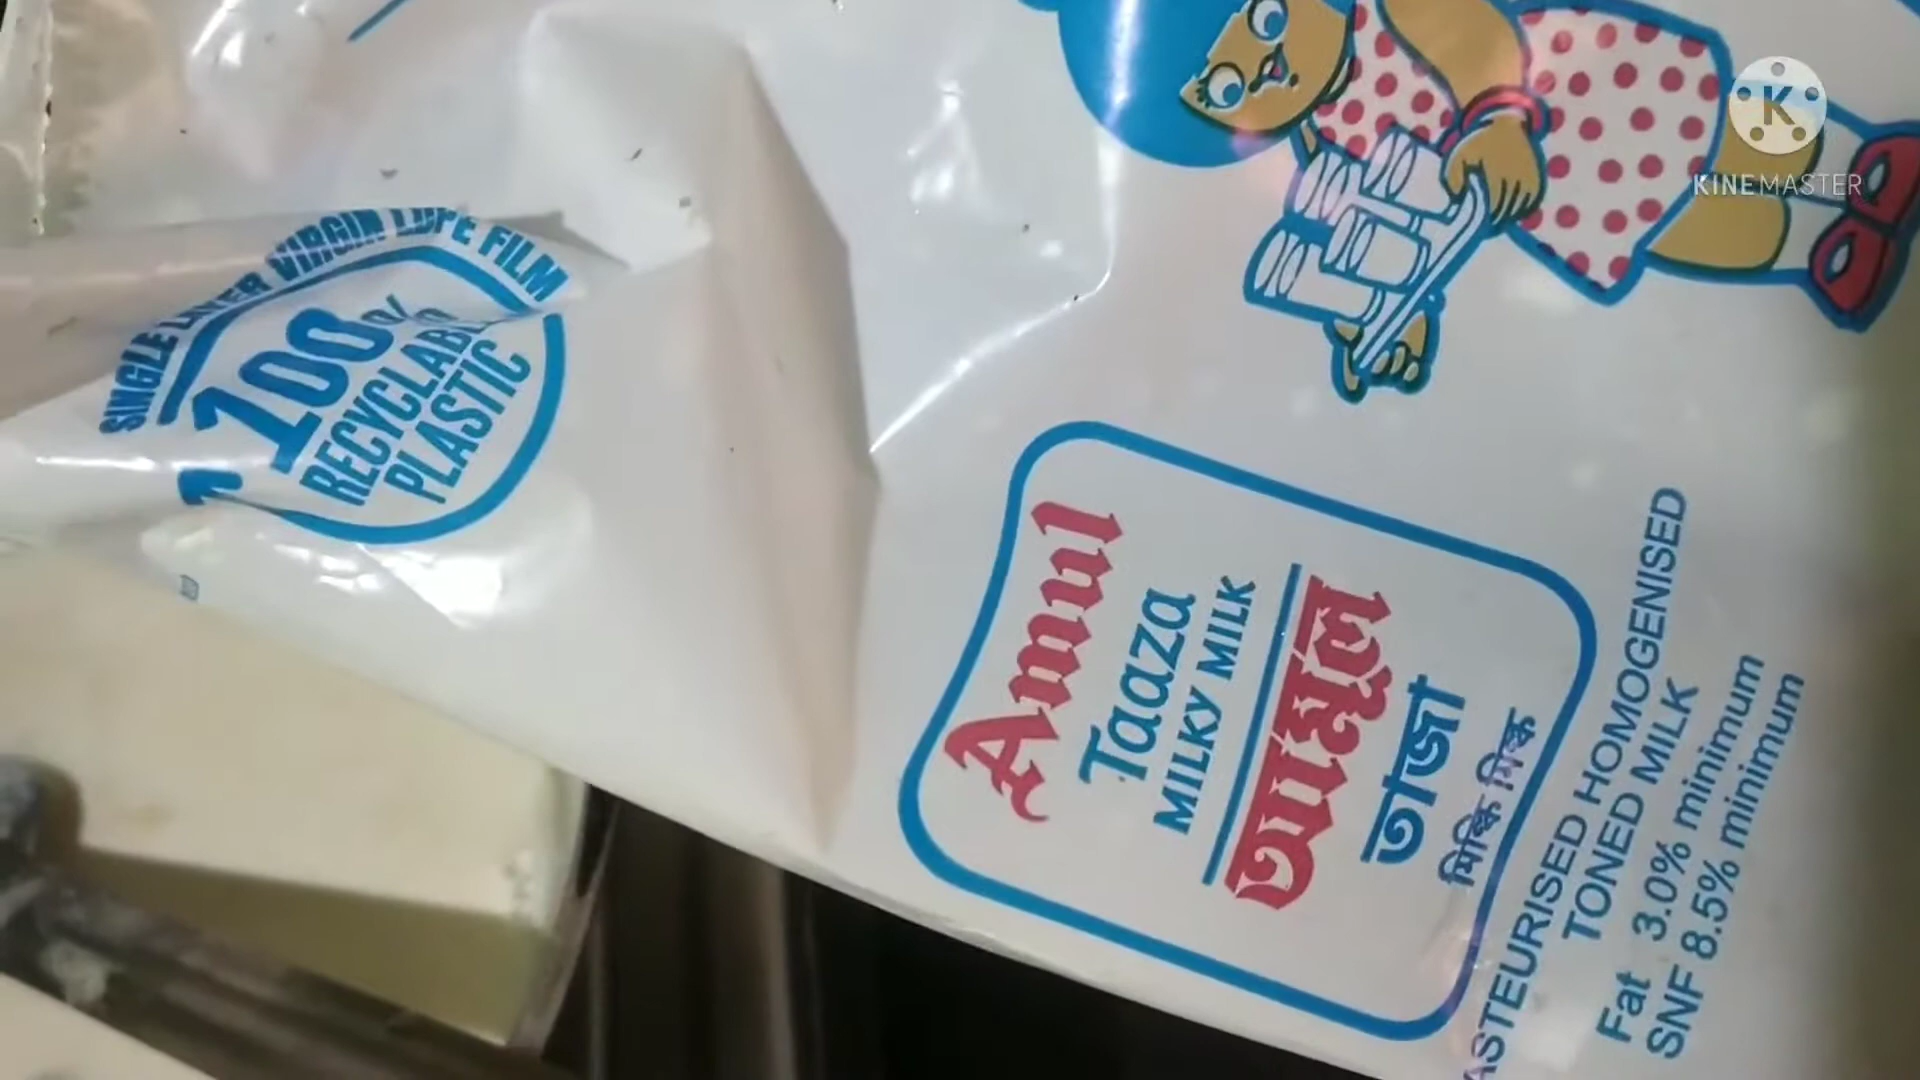 SINGLE LAYER VIRGIN LDPE FILM
100%
RECYCLABLE
PLASTIC
Amul
Taaza
MILKY MILK
আমূল
তাজা
মিল্কি মিল্ক
PASTEURISED HOMOGENISED
TONED MILK
Fat 3.0% minimum
SNF 8.5% minimum
K
KINEMASTER